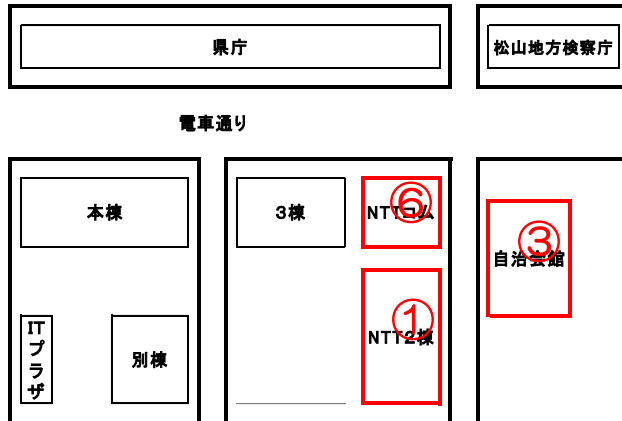 県庁
松山地方検察庁
電車通り
本棟
3棟
NTTコム
⑥
自治会館
③
NTT2棟
①
ITプラザ
別棟